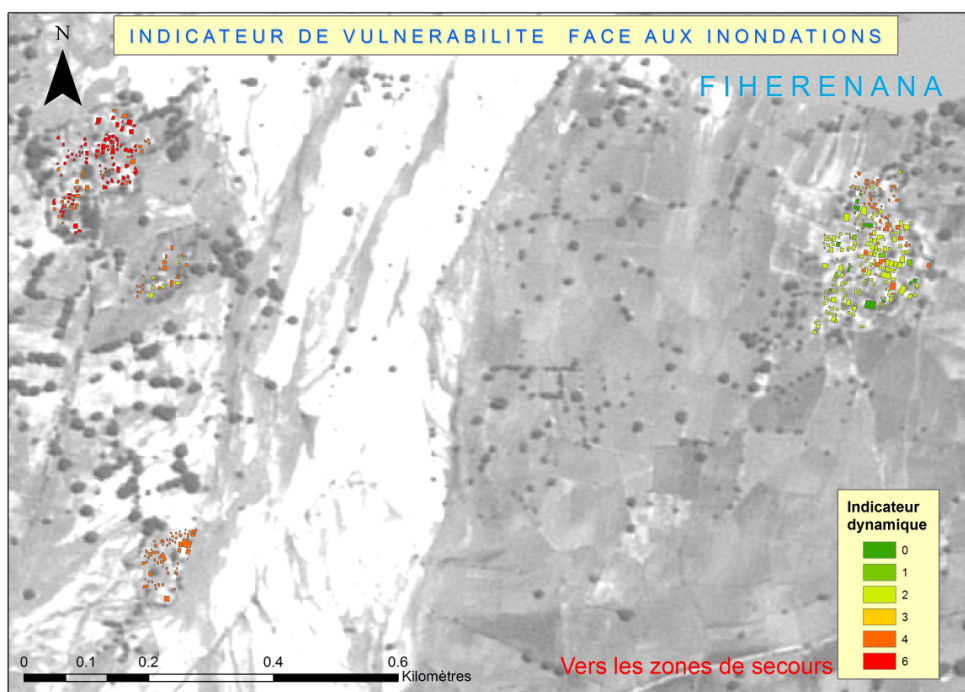 INDICATEUR DE VULNERABILITE FACE AUX INONDATIONS
N
FIHERENANA
Indicateur
dynamique
0
1
2
3
4
6
0 0.1 0.2 0.4 0.6
Kilomètres
Vers les zones de secours